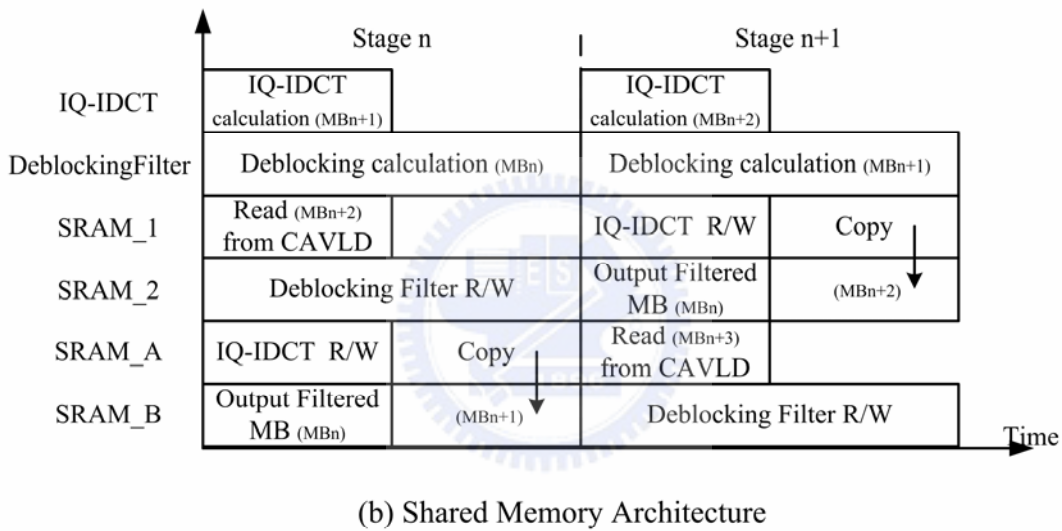 Stage n
Stage n+1
IQ-IDCT
IQ-IDCT
calculation (MBn+1)
IQ-IDCT
calculation (MBn+2)
DeblockingFilter
Deblocking calculation (MBn)
Deblocking calculation (MBn+1)
SRAM_1
Read (MBn+2)
from CAVLD
IQ-IDCT R/W
Copy
SRAM_2
Deblocking Filter R/W
Output Filtered
MB (MBn)
(MBn+2)
SRAM_A
IQ-IDCT R/W
Copy
Read (MBn+3)
from CAVLD
SRAM_B
Output Filtered
MB (MBn)
(MBn+1)
Deblocking Filter R/W
Time
(b) Shared Memory Architecture